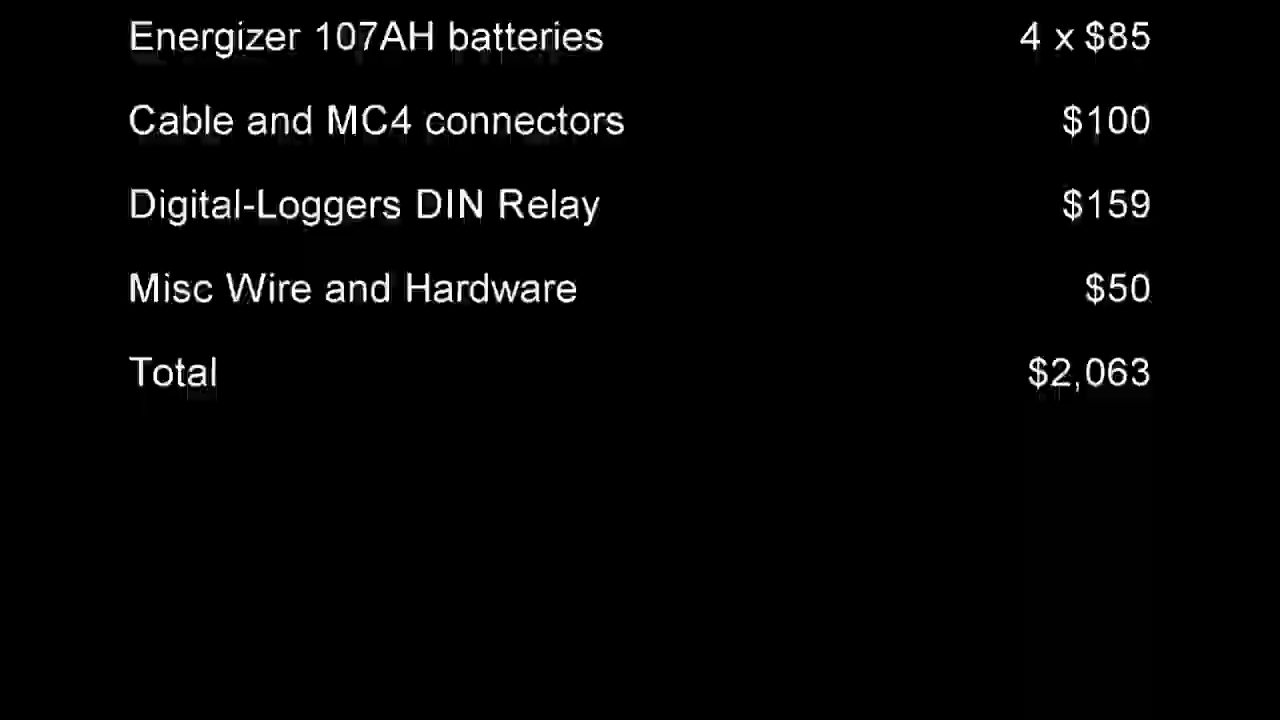 Energizer 107AH batteries 4 x $85
Cable and MC4 connectors $100
Digital-Loggers DIN Relay $159
Misc Wire and Hardware $50
Total $2,063